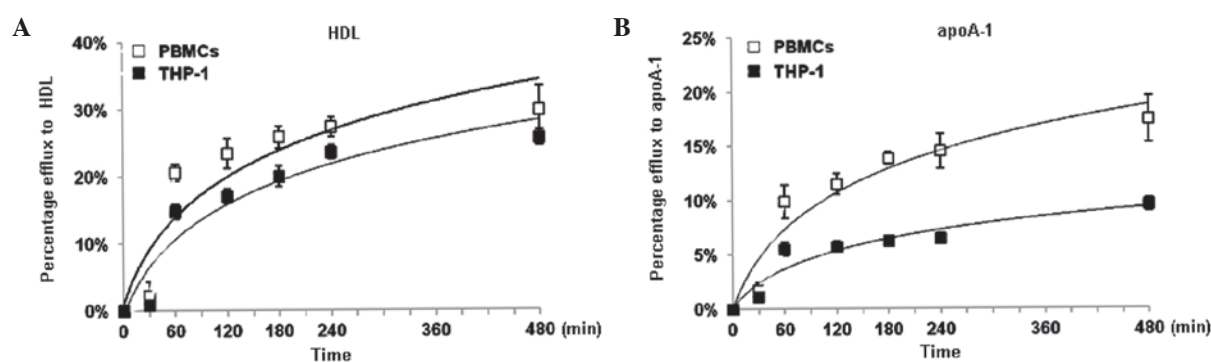 A
HDL
40%
30%
20%
10%
0%
Percentage efflux to HDL
PBMCs
THP-1
0 60 120 180 240 360 480 (min)
Time
B
apoA-1
25%
20%
15%
10%
5%
0%
Percentage efflux to apoA-1
PBMCs
THP-1
0 60 120 180 240 360 480 (min)
Time